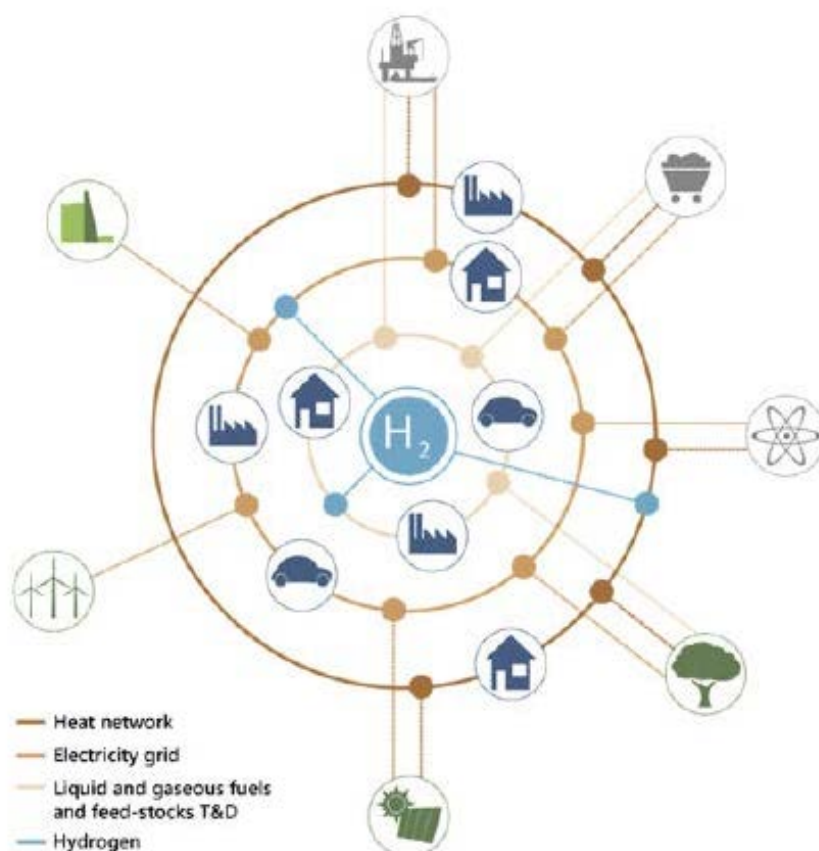 H2
Heat network
Electricity grid
Liquid and gaseous fuels
and feed-stocks T&D
Hydrogen